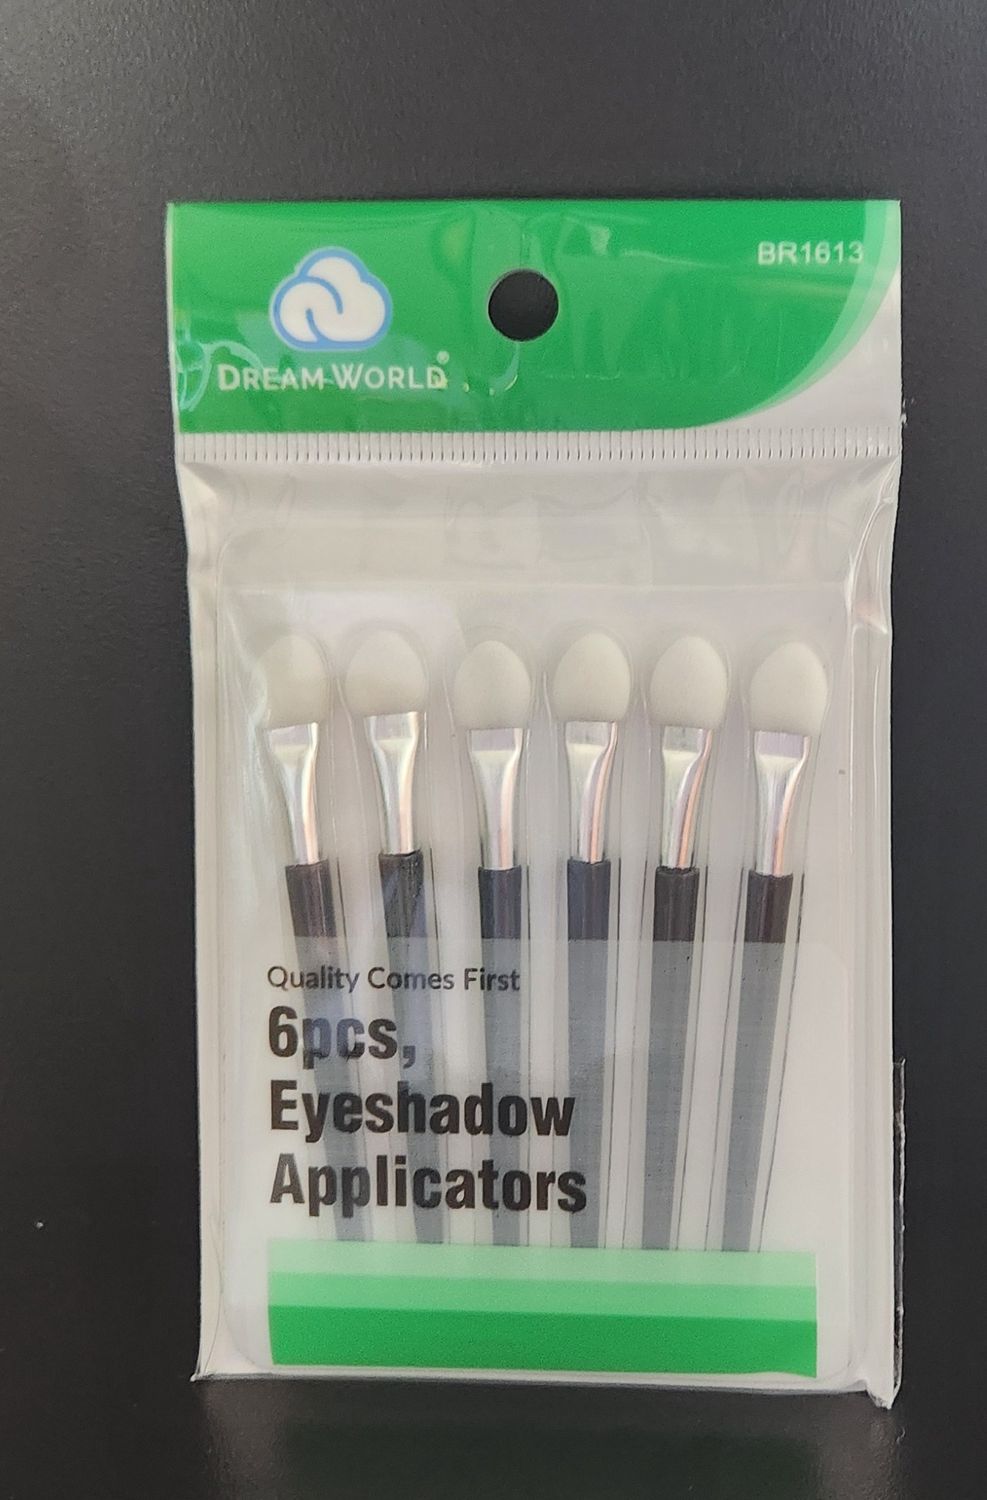 BR1613
DREAM WORLD®
Quality Comes First
6pcs,
Eyeshadow
Applicators